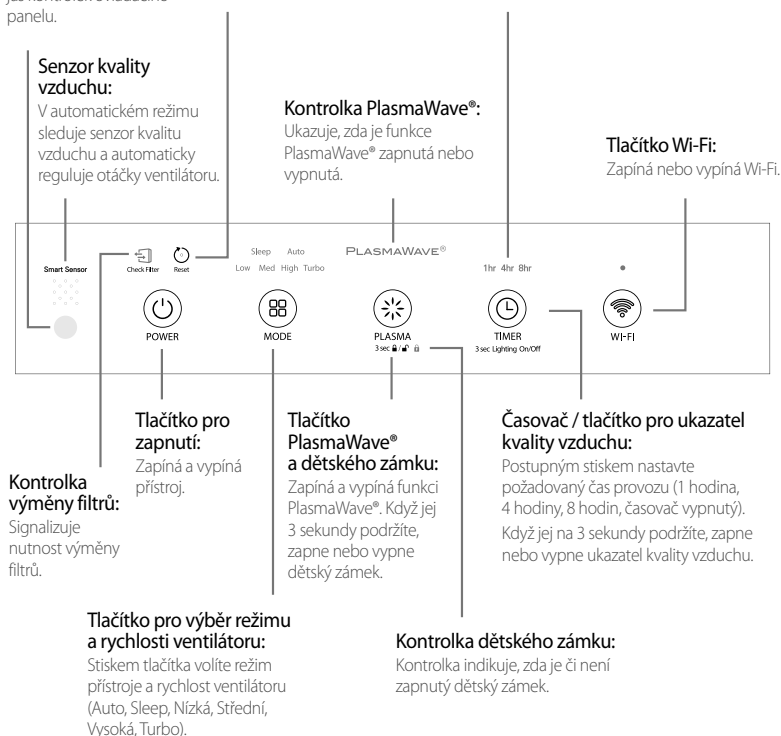 panelu.
Senzor kvality
vzduchu:
V automatickém režimu
sleduje senzor kvalitu
vzduchu a automaticky
reguluje otáčky ventilátoru.
Kontrolka PlasmaWave®:
Ukazuje, zda je funkce
PlasmaWave® zapnutá nebo
vypnutá.
Tlačítko Wi-Fi:
Zapíná nebo vypíná Wi-Fi.
Smart Sensor
Check Filter
Reset
Sleep Auto
Low Med High Turbo
PLASMAWAVE®
1hr 4hr 8hr
POWER
MODE
PLASMA
3 sec /
TIMER
3 sec Lighting On/Off
WI-FI
Tlačítko pro
zapnutí:
Zapíná a vypíná
přístroj.
Tlačítko
PlasmaWave®
a dětského zámku:
Zapíná a vypíná funkci
PlasmaWave®. Když jej
3 sekundy podržíte,
zapne nebo vypne
dětský zámek.
Časovač / tlačítko pro ukazatel
kvality vzduchu:
Postupným stiskem nastavte
požadovaný čas provozu (1 hodina,
4 hodiny, 8 hodin, časovač vypnutý).
Když jej na 3 sekundy podržíte, zapne
nebo vypne ukazatel kvality vzduchu.
Kontrolka
výměny filtrů:
Signalizuje
nutnost výměny
filtrů.
Tlačítko pro výběr režimu
a rychlosti ventilátoru:
Stiskem tlačítka volíte režim
přístroje a rychlost ventilátoru
(Auto, Sleep, Nízká, Střední,
Vysoká, Turbo).
Kontrolka dětského zámku:
Kontrolka indikuje, zda je či není
zapnutý dětský zámek.